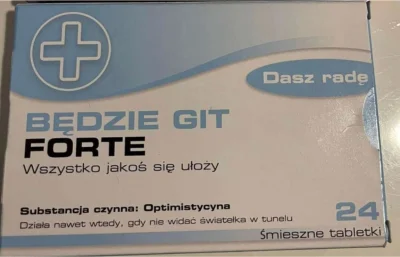 Dasz radę
BĘDZIE GIT
FORTE
Wszystko jakoś się ułoży
Substancja czynna: Optimistycyna
Działa nawet wtedy, gdy nie widać światełka w tunelu
24
śmieszne tabletki